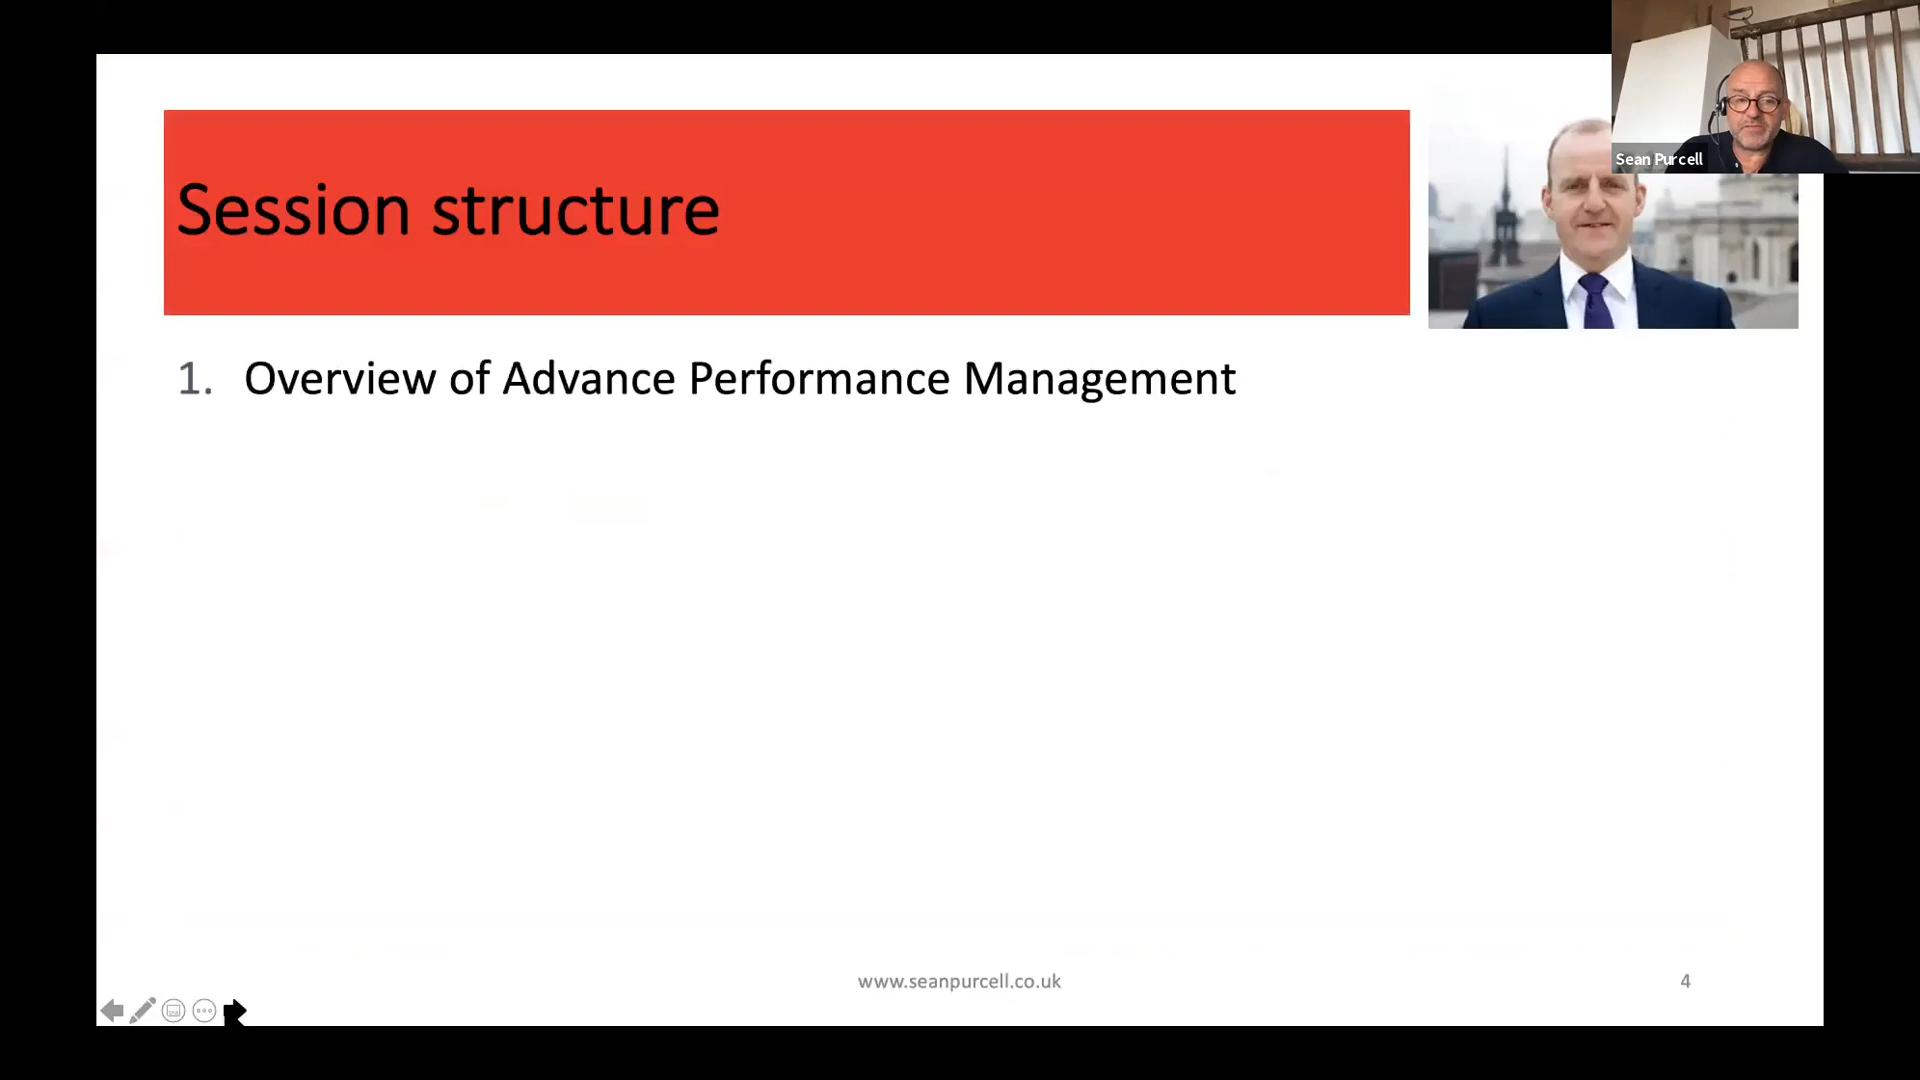 Sean Purcell
Session structure
1. Overview of Advance Performance Management
www.seanpurcell.co.uk
4